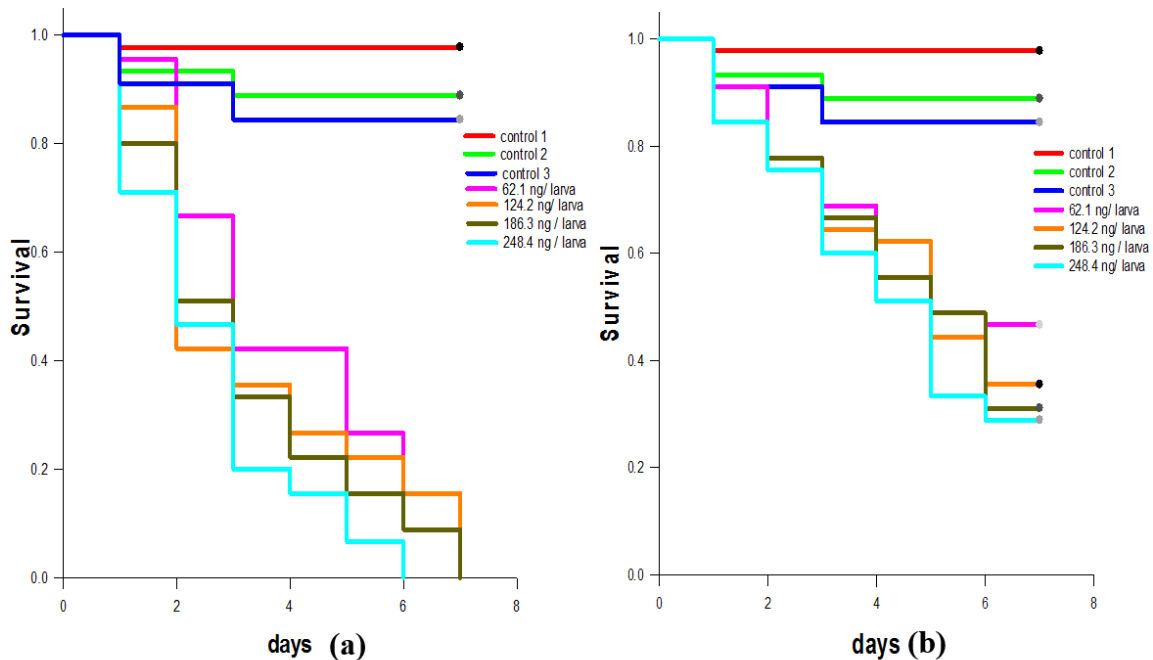 1.0
0.8
0.6
0.4
0.2
0.0
Survival
0 2 4 6 8
days (a)
control 1
control 2
control 3
62.1 ng/ larva
124.2 ng/ larva
186.3 ng / larva
248.4 ng / larva
1.0
0.8
0.6
0.4
0.2
0.0
Survival
0 2 4 6 8
days (b)
control 1
control 2
control 3
62.1 ng/ larva
124.2 ng/ larva
186.3 ng / larva
248.4 ng/ larva